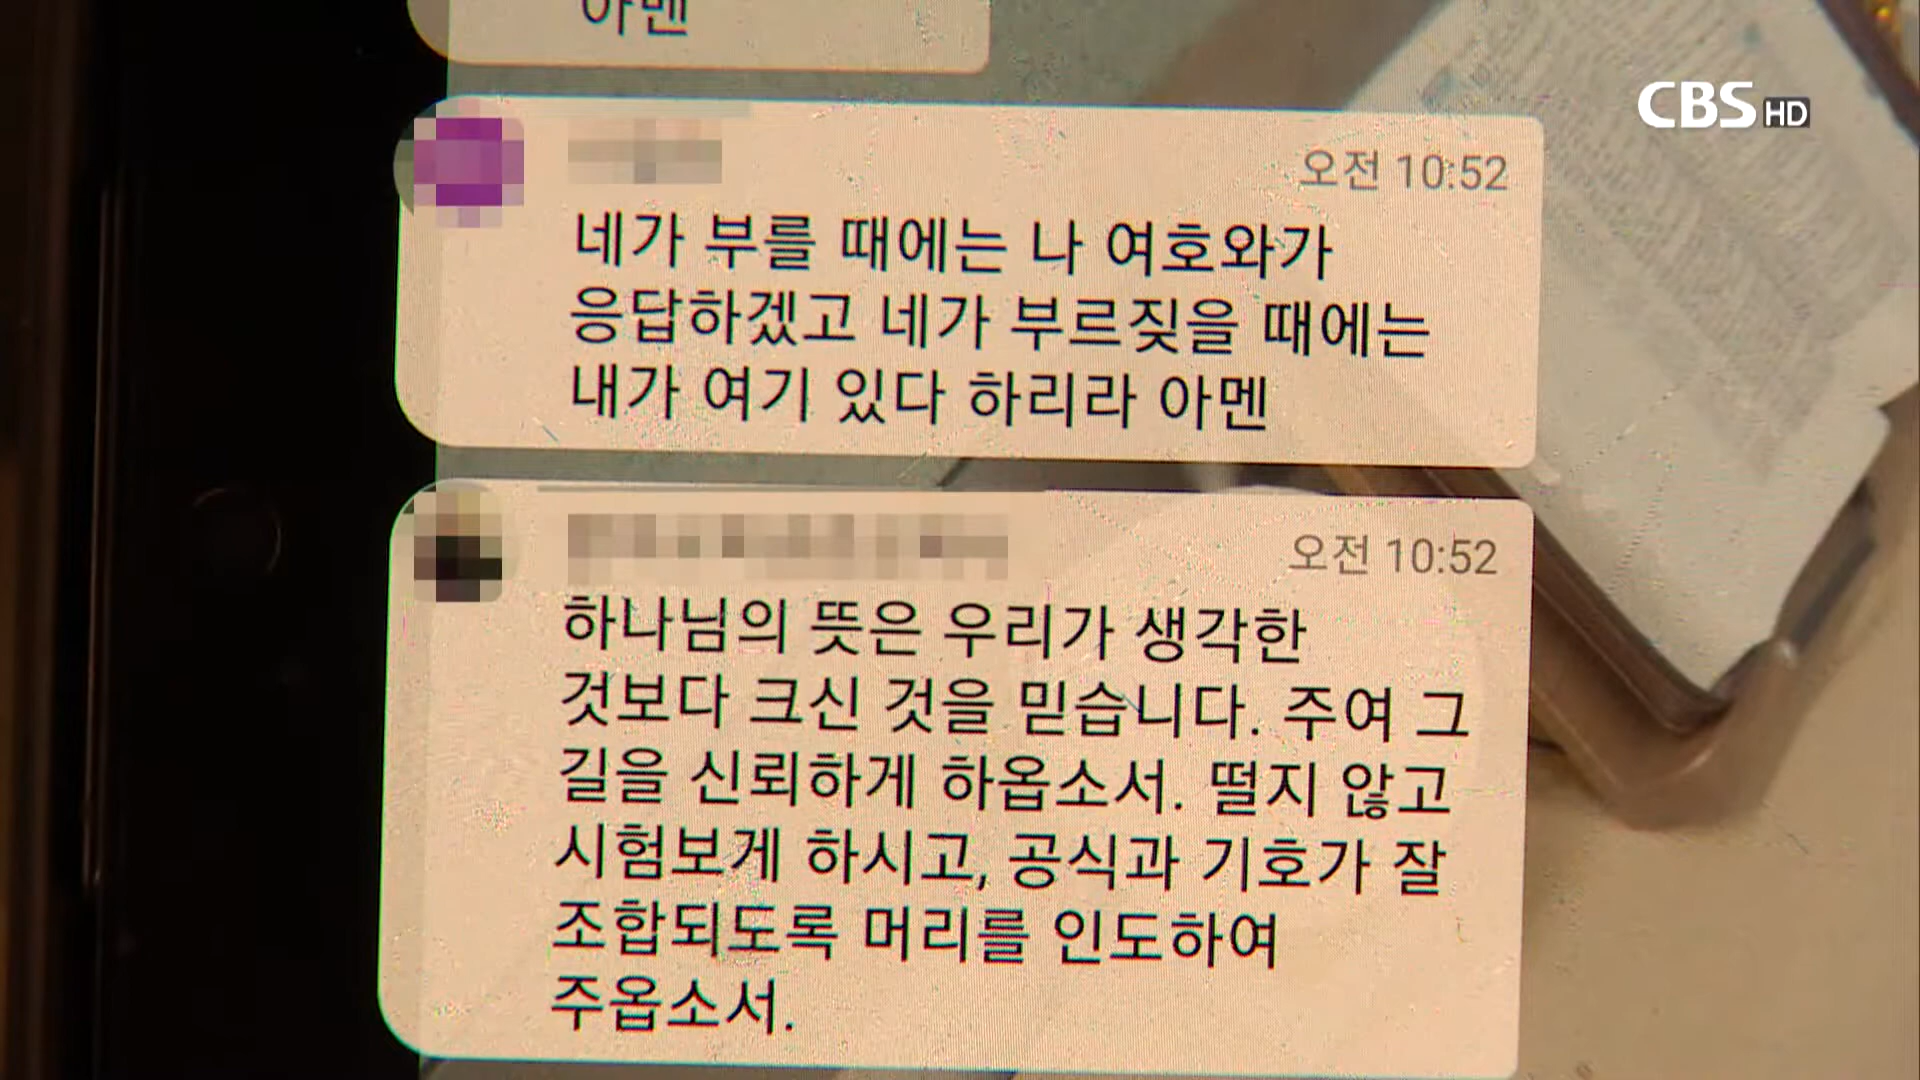 아멘
CBS HD
오전 10:52
네가 부를 때에는 나 여호와가
응답하겠고 네가 부르짖을 때에는
내가 여기 있다 하리라 아멘
오전 10:52
하나님의 뜻은 우리가 생각한
것보다 크신 것을 믿습니다. 주여 그
길을 신뢰하게 하옵소서. 떨지 않고
시험보게 하시고, 공식과 기호가 잘
조합되도록 머리를 인도하여
주옵소서.